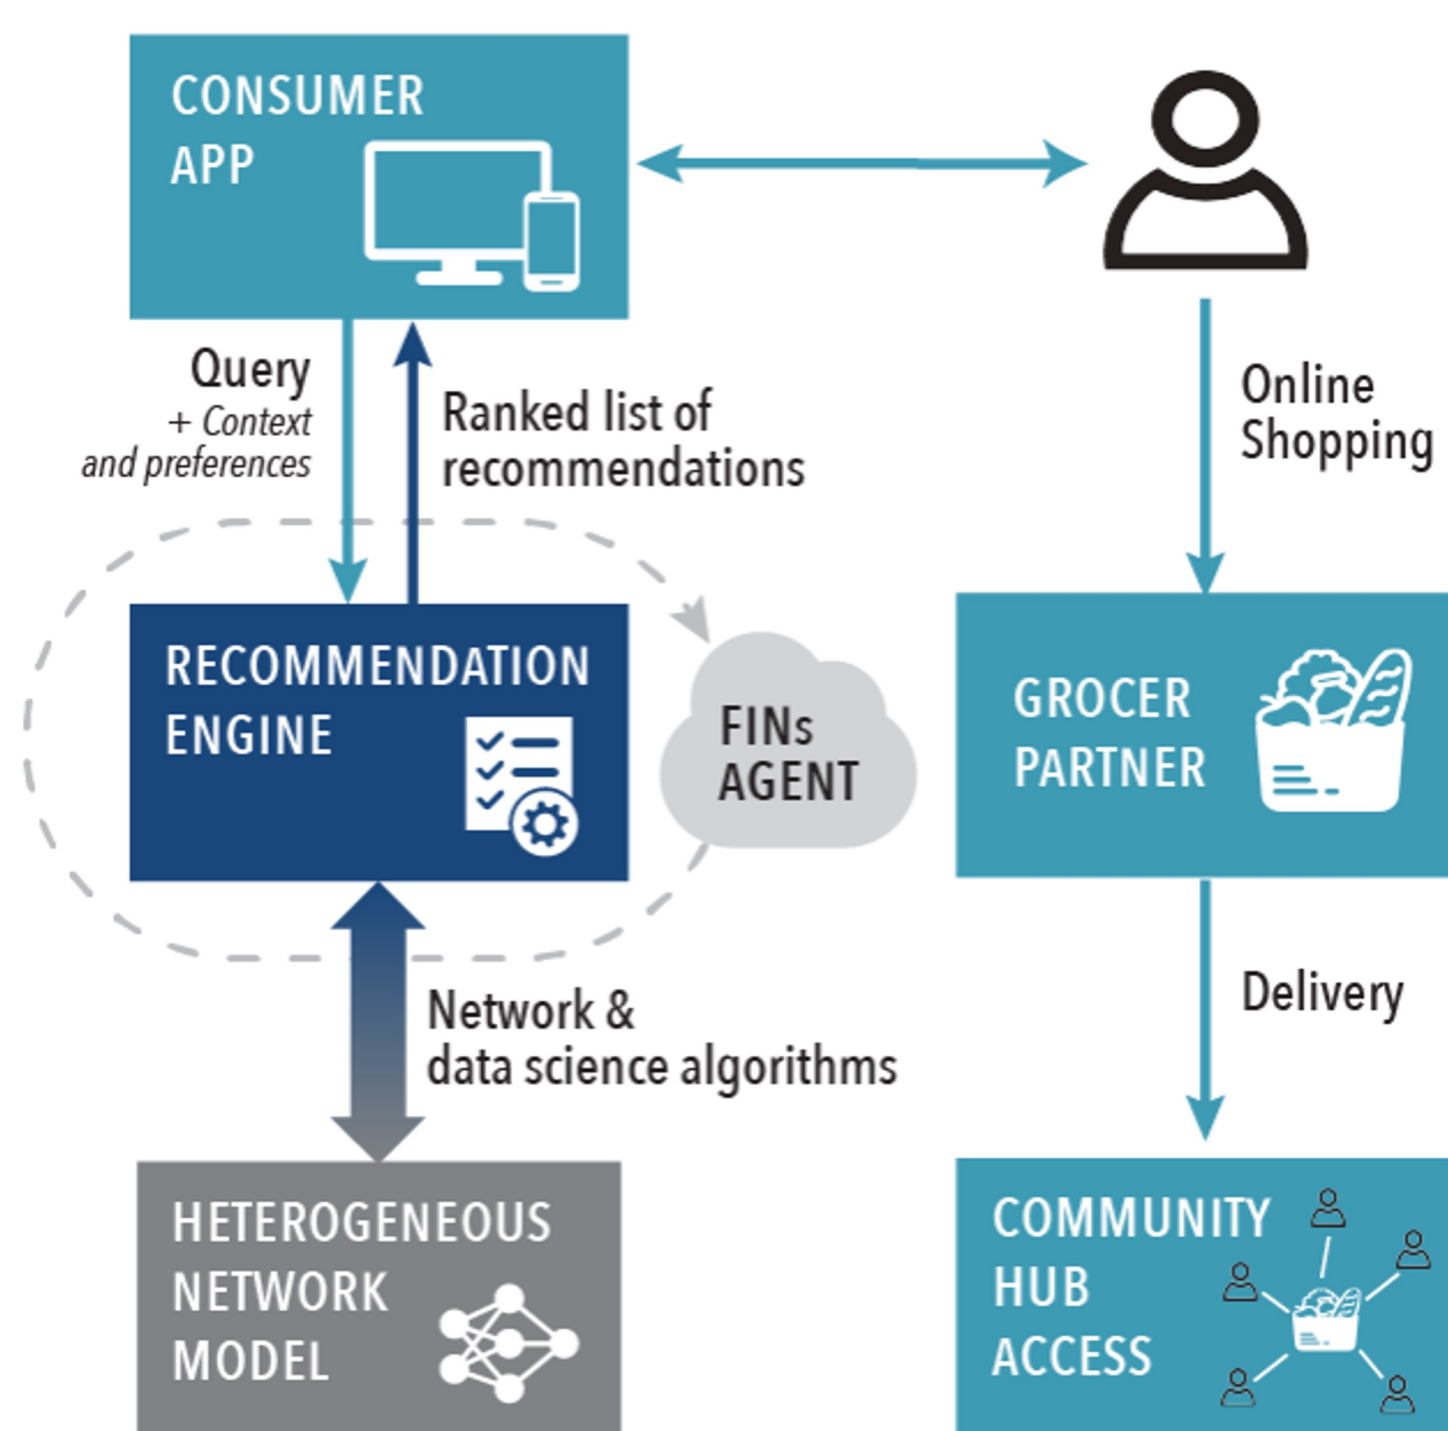 CONSUMER
APP
Query
+ Context
and preferences
Ranked list of
recommendations
Online
Shopping
RECOMMENDATION
ENGINE
FINs
AGENT
GROCER
PARTNER
Network &
data science algorithms
Delivery
HETEROGENEOUS
NETWORK
MODEL
COMMUNITY
HUB
ACCESS